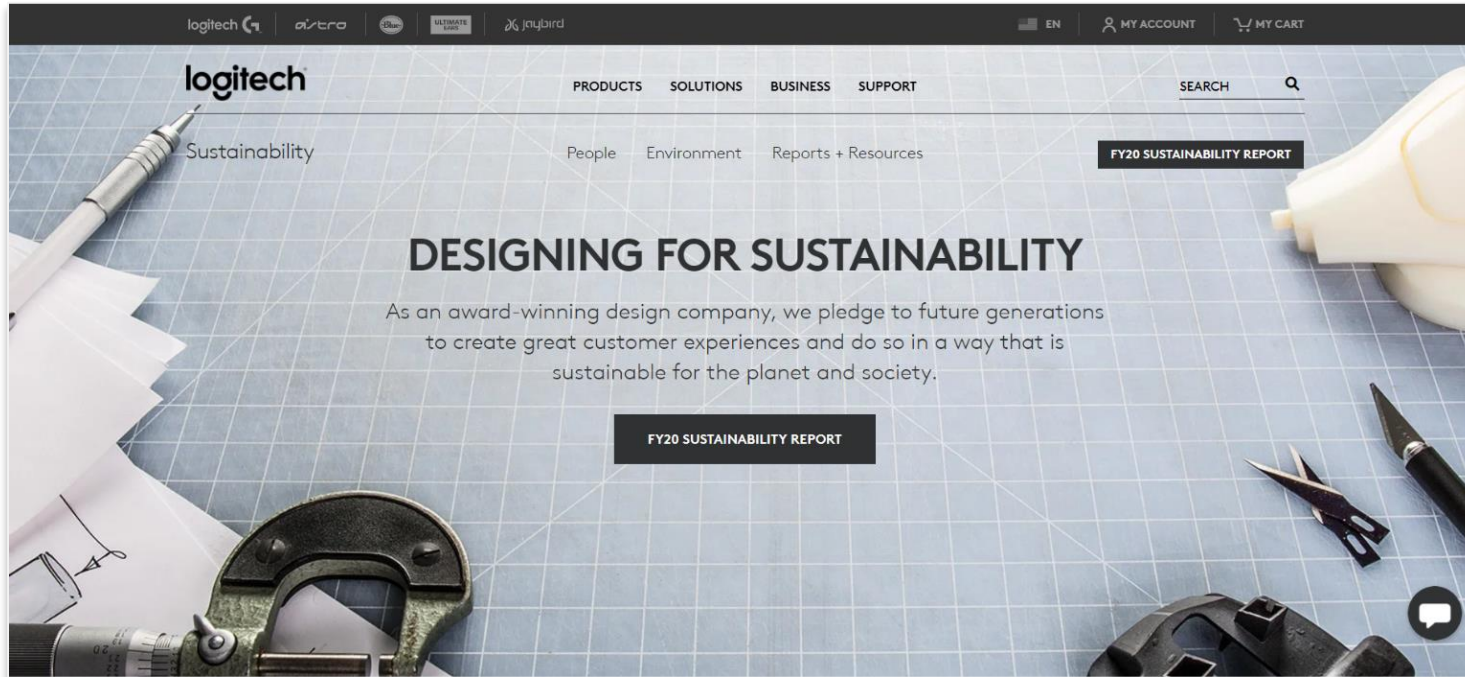 logitech G
astro
Blue
ULTIMATE EARS
jaybird
EN
MY ACCOUNT
MY CART
logitech
PRODUCTS
SOLUTIONS
BUSINESS
SUPPORT
SEARCH
Sustainability
People
Environment
Reports + Resources
FY20 SUSTAINABILITY REPORT
DESIGNING FOR SUSTAINABILITY
As an award-winning design company, we pledge to future generations
to create great customer experiences and do so in a way that is
sustainable for the planet and society.
FY20 SUSTAINABILITY REPORT